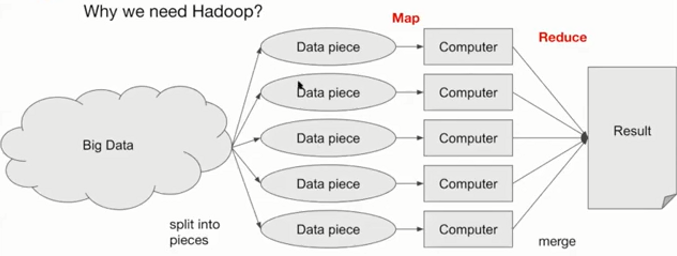 Why we need Hadoop?
Map
Reduce
Big Data
split into
pieces
Data piece
Computer
Data piece
Computer
Data piece
Computer
Data piece
Computer
Data piece
Computer
merge
Result